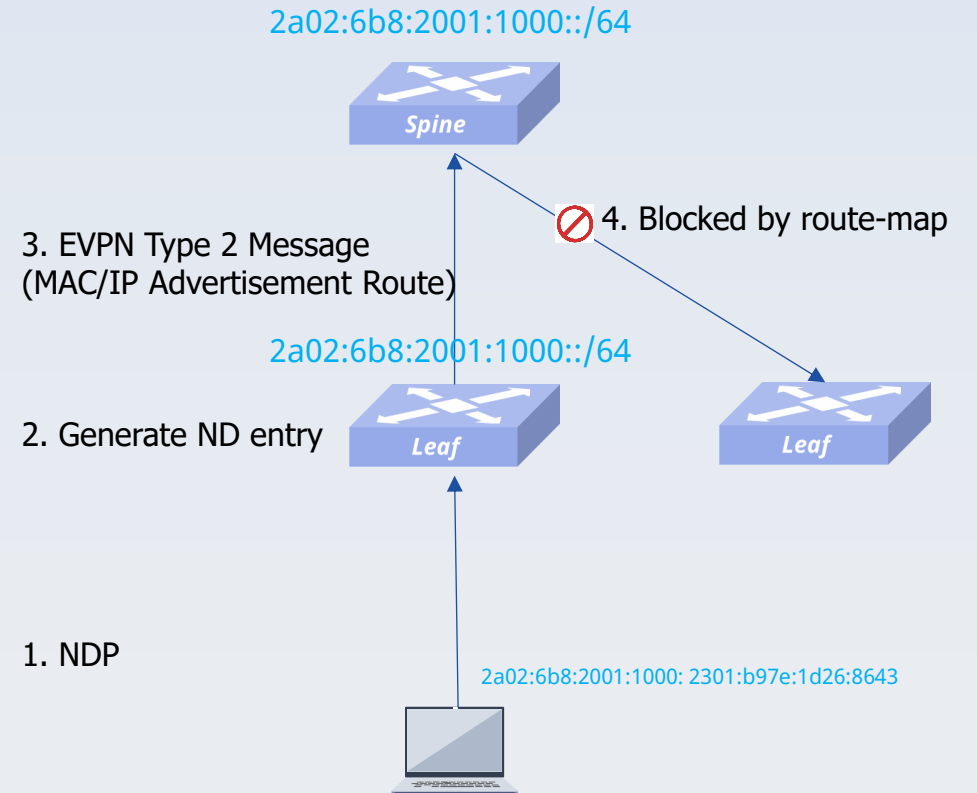 2a02:6b8:2001:1000::/64
Spine
4. Blocked by route-map
3. EVPN Type 2 Message
(MAC/IP Advertisement Route)
2a02:6b8:2001:1000::/64
2. Generate ND entry
Leaf
Leaf
1. NDP
2a02:6b8:2001:1000: 2301:b97e:1d26:8643